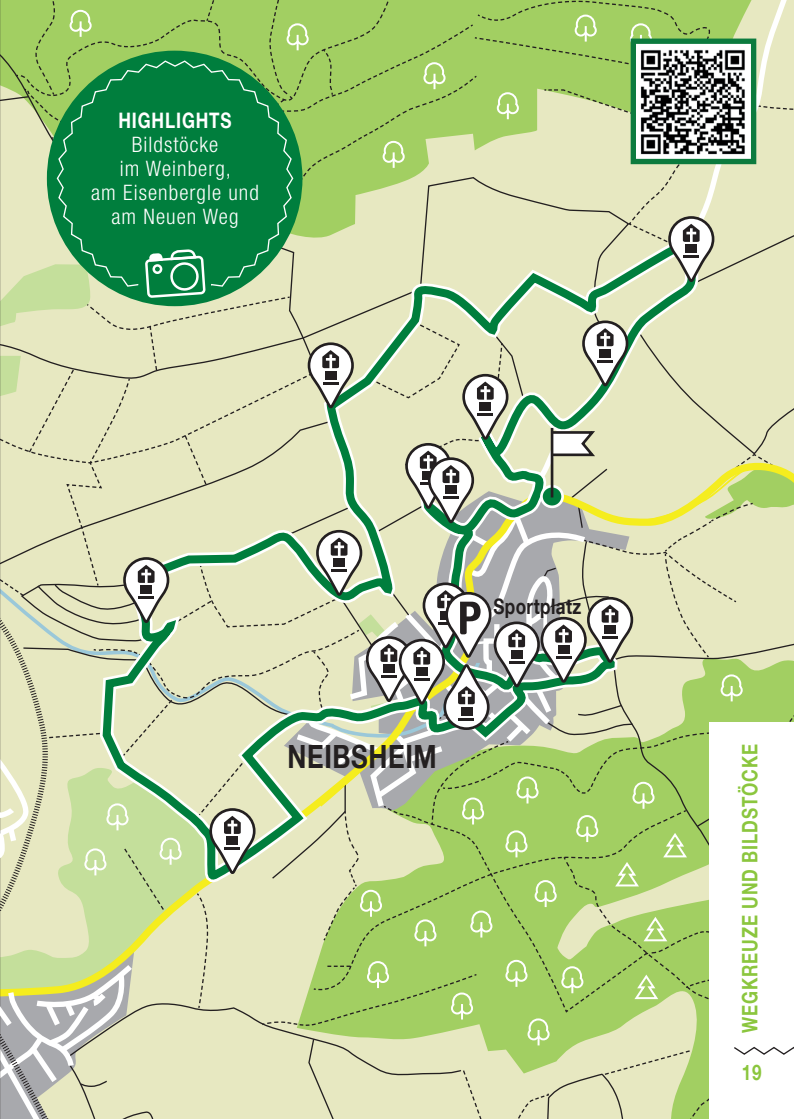 HIGHLIGHTS
Bildstöcke
im Weinberg,
am Eisenbergle und
am Neuen Weg
P
Sportplatz
NEIBSHEIM
WEGKREUZE UND BILDSTÖCKE
19